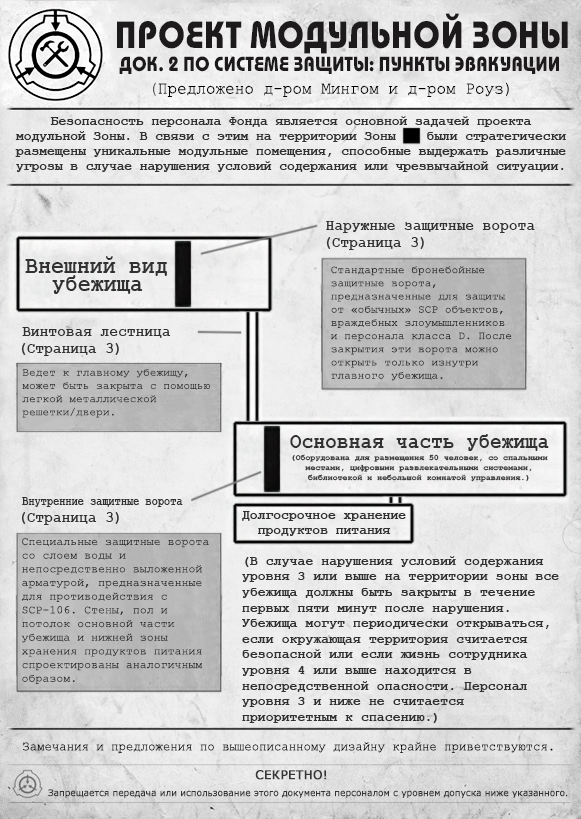 ПРОЕКТ МОДУЛЬНОЙ ЗОНЫ
ДОК. 2 ПО СИСТЕМЕ ЗАЩИТЫ: ПУНКТЫ ЭВАКУАЦИИ
(Предложено д-ром Мингом и д-ром Роуз)
Безопасность персонала Фонда является основной задачей проекта
модульной Зоны. В связи с этим на территории Зоны были стратегически
размещены уникальные модульные помещения, способные выдержать различные
угрозы в случае нарушения условий содержания или чрезвычайной ситуации.
Наружные защитные ворота
(Страница 3)
Стандартные бронебойные
защитные ворота,
предназначенные для защиты
от «обычных» SCP объектов,
враждебных злоумышленников
и персонала класса D. После
закрытия эти ворота можно
открыть только изнутри
главного убежища.
Внешний вид
убежища
Винтовая лестница
(Страница 3)
Ведет к главному убежищу,
может быть закрыта с помощью
легкой металлической
решетки/двери.
Основная часть убежища
(Оборудована для размещения 50 человек, со спальными
местами, цифровыми развлекательными системами,
библиотекой и небольшой комнатой управления.)
Внутренние защитные ворота
(Страница 3)
Специальные защитные ворота
со слоем воды и
непосредственно выложенной
арматурой, предназначенные
для противодействия с
SCP-106. Стены, пол и
потолок основной части
убежища и нижней зоны
хранения продуктов питания
спроектированы аналогичным
образом.
Долгосрочное хранение
продуктов питания
(В случае нарушения условий содержания
уровня 3 или выше на территории зоны все
убежища должны быть закрыты в течение
первых пяти минут после нарушения.
Убежища могут периодически открываться,
если окружающая территория считается
безопасной или если жизнь сотрудника
уровня 4 или выше находится в
непосредственной опасности. Персонал
уровня 3 и ниже не считается
приоритетным к спасению.)
Замечания и предложения по вышеописанному дизайну крайне приветствуются.
СЕКРЕТНО!
Запрещается передача или использование этого документа персоналом с уровнем допуска ниже указанного.